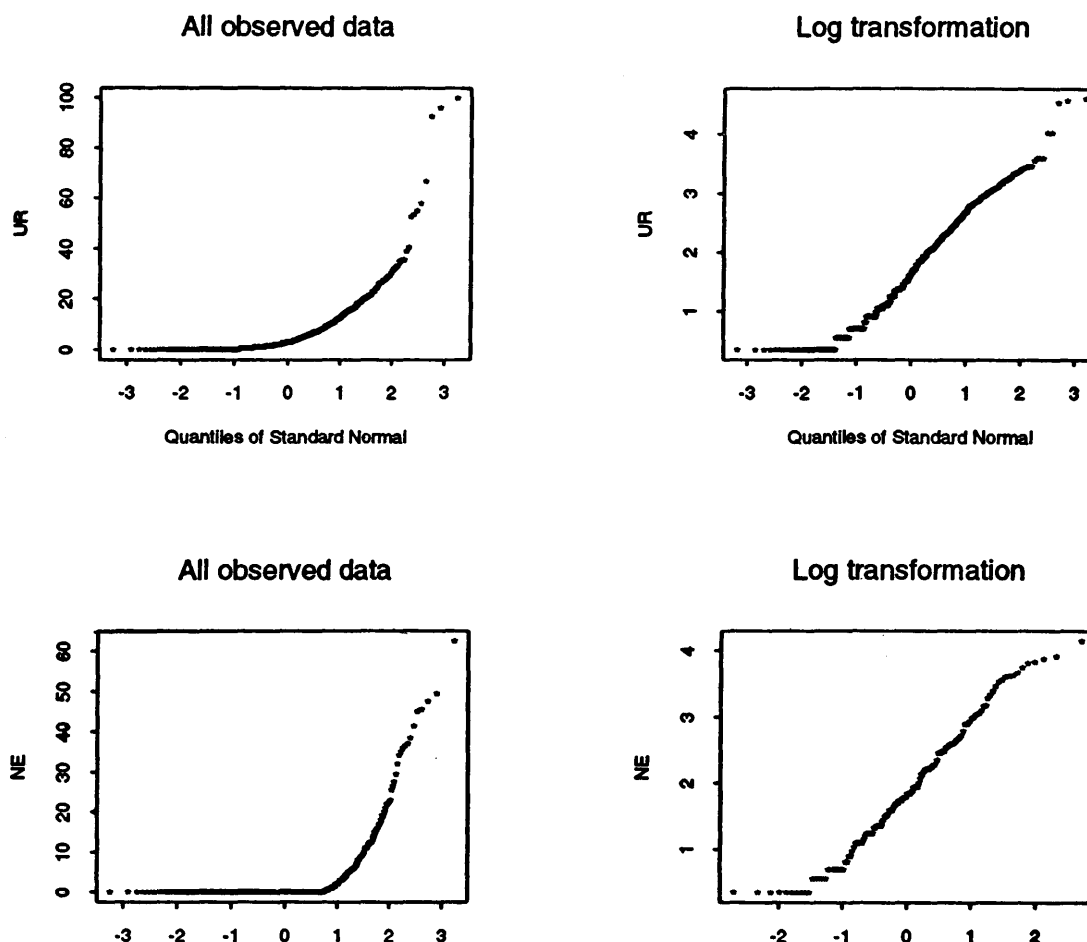 All observed data
Log transformation
UR
100
80
60
40
20
0
-3 -2 -1 0 1 2 3
Quantiles of Standard Normal
UR
4
3
2
1
-3 -2 -1 0 1 2 3
Quantiles of Standard Normal
All observed data
Log transformation
NE
60
50
40
30
20
10
0
-3 -2 -1 0 1 2 3
NE
4
3
2
1
-2 -1 0 1 2